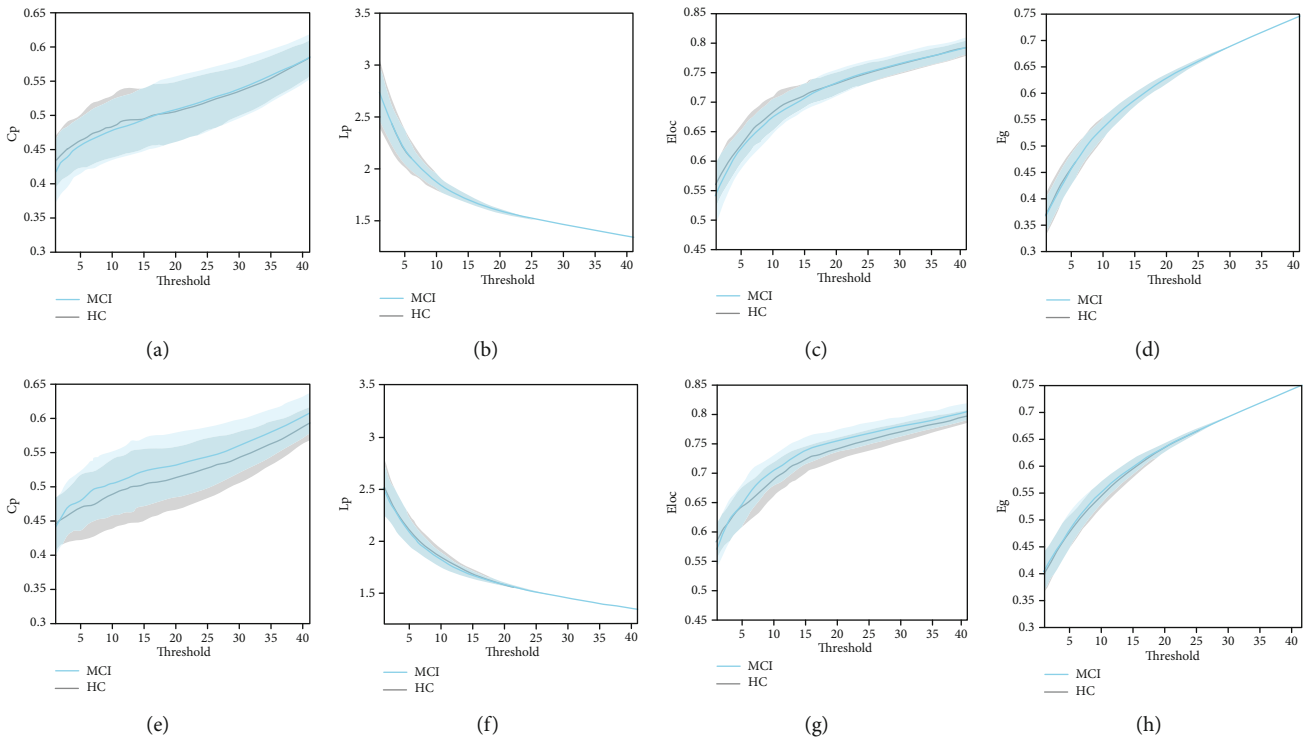 0.65
0.6
0.55
0.5
0.45
0.4
0.35
0.3
Cp
5 10 15 20 25 30 35 40
Threshold
MCI
HC
(a)
3.5
3
2.5
2
1.5
Lp
5 10 15 20 25 30 35 40
Threshold
MCI
HC
(b)
0.85
0.8
0.75
0.7
0.65
0.6
0.55
0.5
0.45
Eloc
5 10 15 20 25 30 35 40
Threshold
MCI
HC
(c)
0.75
0.7
0.65
0.6
0.55
0.5
0.45
0.4
0.35
0.3
Eg
5 10 15 20 25 30 35 40
Threshold
MCI
HC
(d)
0.65
0.6
0.55
0.5
0.45
0.4
0.35
0.3
Cp
5 10 15 20 25 30 35 40
Threshold
MCI
HC
(e)
3.5
3
2.5
2
1.5
Lp
5 10 15 20 25 30 35 40
Threshold
MCI
HC
(f)
0.85
0.8
0.75
0.7
0.65
0.6
0.55
0.5
0.45
Eloc
5 10 15 20 25 30 35 40
Threshold
MCI
HC
(g)
0.75
0.7
0.65
0.6
0.55
0.5
0.45
0.4
0.35
0.3
Eg
5 10 15 20 25 30 35 40
Threshold
MCI
HC
(h)